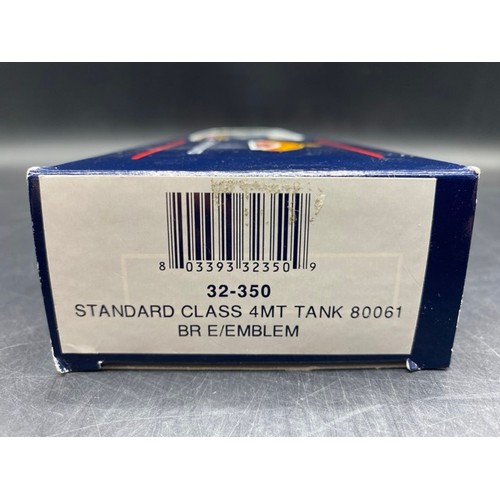 8 03393 32350 9
32-350
STANDARD CLASS 4MT TANK 80061
BR E/EMBLEM